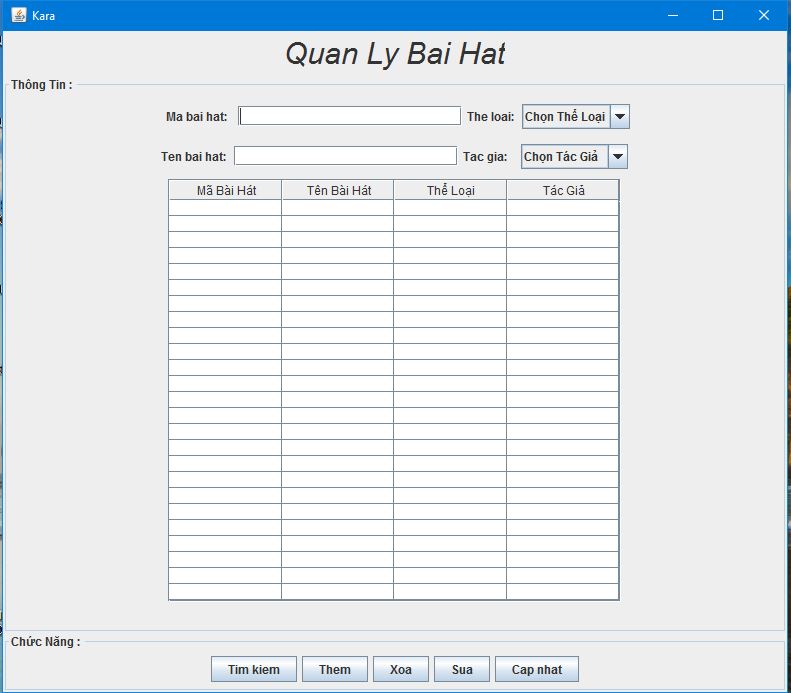 Kara
Quan Ly Bai Hat
Thông Tin :
Ma bai hat: The loai: Chọn Thể Loại
Ten bai hat: Tac gia: Chọn Tác Giả
Mã Bài Hát Tên Bài Hát Thể Loại Tác Giả
Chức Năng :
Tim kiem Them Xoa Sua Cap nhat